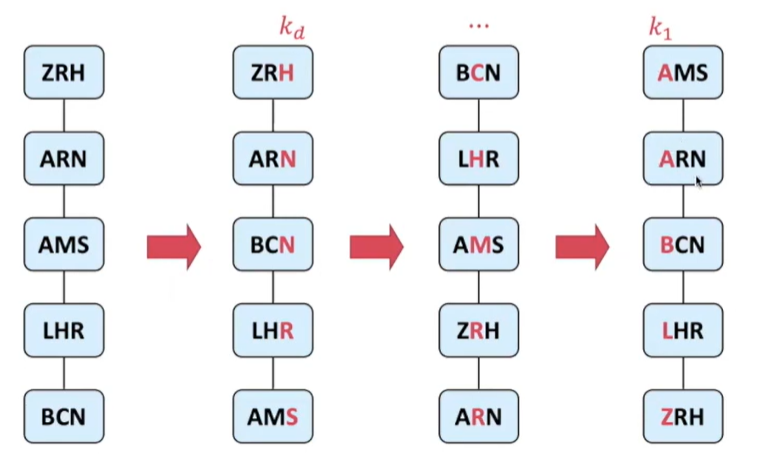 k_d ... k_1
ZRH ZRH BCN AMS
ARN ARN LHR ARN
AMS BCN AMS BCN
LHR LHR ZRH LHR
BCN AMS ARN ZRH